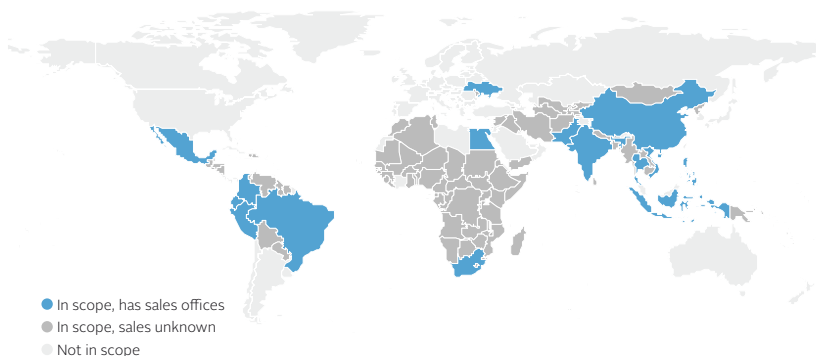 In scope, has sales offices
In scope, sales unknown
Not in scope